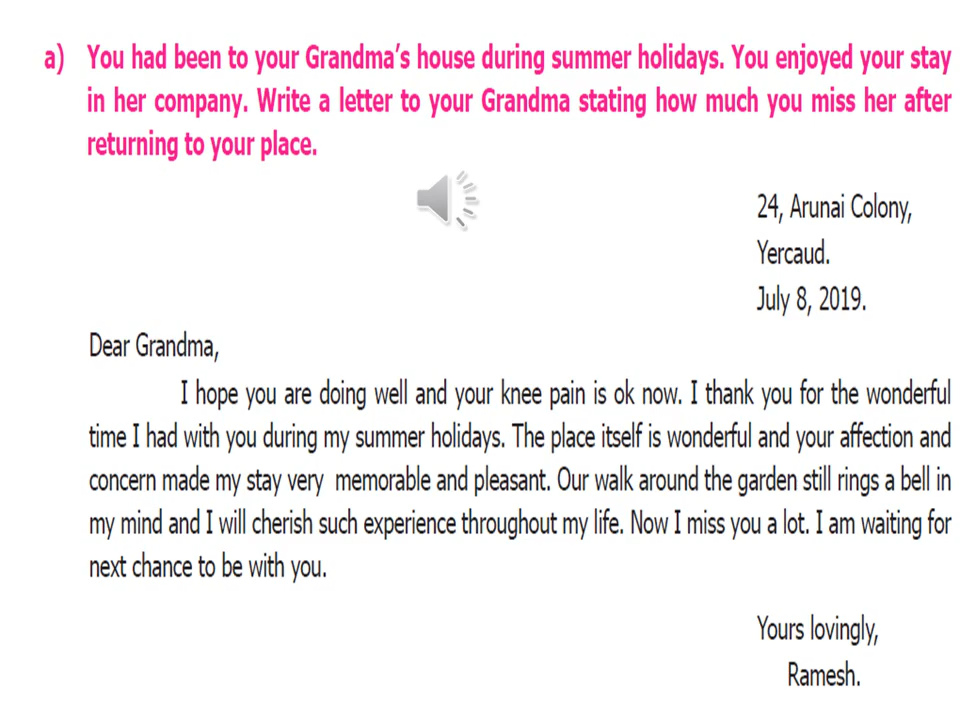 a) You had been to your Grandma's house during summer holidays. You enjoyed your stay
in her company. Write a letter to your Grandma stating how much you miss her after
returning to your place.
24, Arunai Colony,
Yercaud.
July 8, 2019.
Dear Grandma,
I hope you are doing well and your knee pain is ok now. I thank you for the wonderful
time I had with you during my summer holidays. The place itself is wonderful and your affection and
concern made my stay very memorable and pleasant. Our walk around the garden still rings a bell in
my mind and I will cherish such experience throughout my life. Now I miss you a lot. I am waiting for
next chance to be with you.
Yours lovingly,
Ramesh.